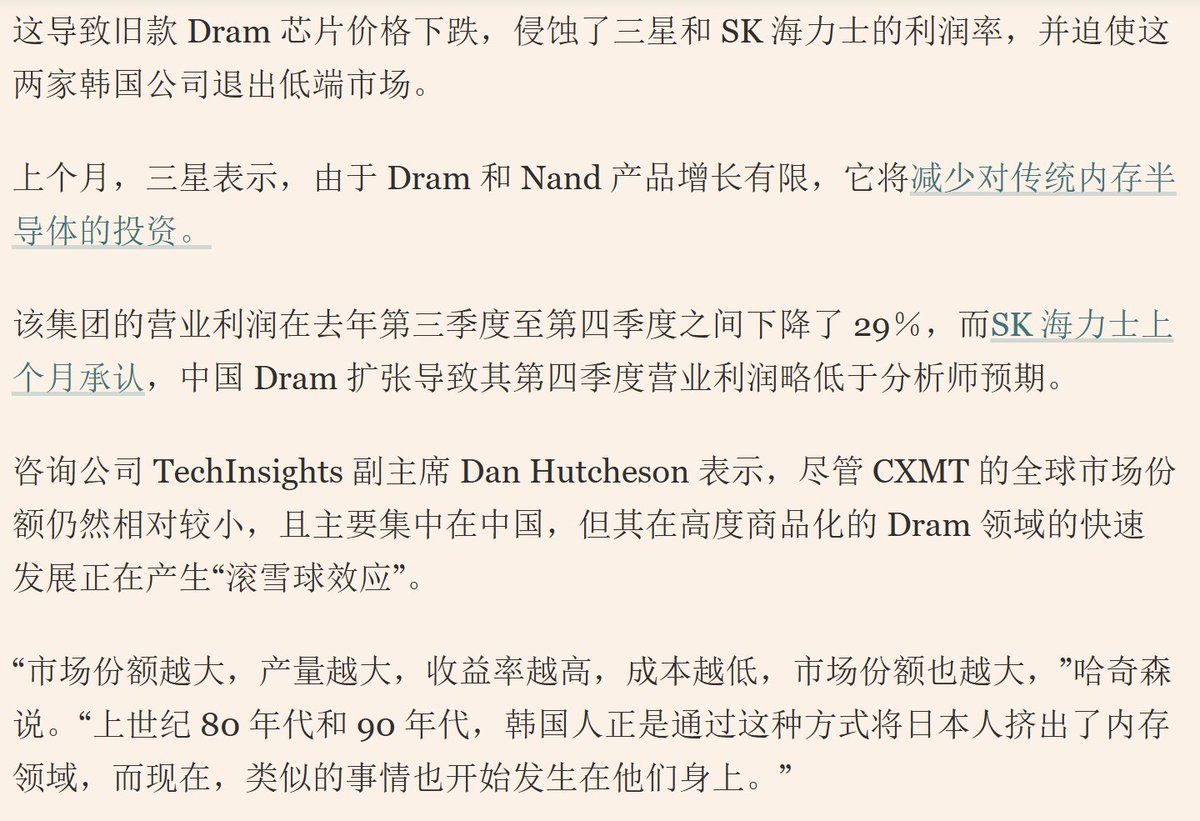 这导致旧款 Dram 芯片价格下跌，侵蚀了三星和 SK 海力士的利润率，并迫使这
两家韩国公司退出低端市场。
上个月，三星表示，由于 Dram 和 Nand 产品增长有限，它将减少对传统内存半
导体的投资。
该集团的营业利润在去年第三季度至第四季度之间下降了 29%，而SK 海力士上
个月承认，中国 Dram 扩张导致其第四季度营业利润略低于分析师预期。
咨询公司 TechInsights 副主席 Dan Hutcheson 表示，尽管 CXMT 的全球市场份
额仍然相对较小，且主要集中在中国，但其在高度商品化的 Dram 领域的快速
发展正在产生“滚雪球效应”。
“市场份额越大，产量越大，收益率越高，成本越低，市场份额也越大，”哈奇森
说。“上世纪 80 年代和 90 年代，韩国人正是通过这种方式将日本人挤出了内存
领域，而现在，类似的事情也开始发生在他们身上。”